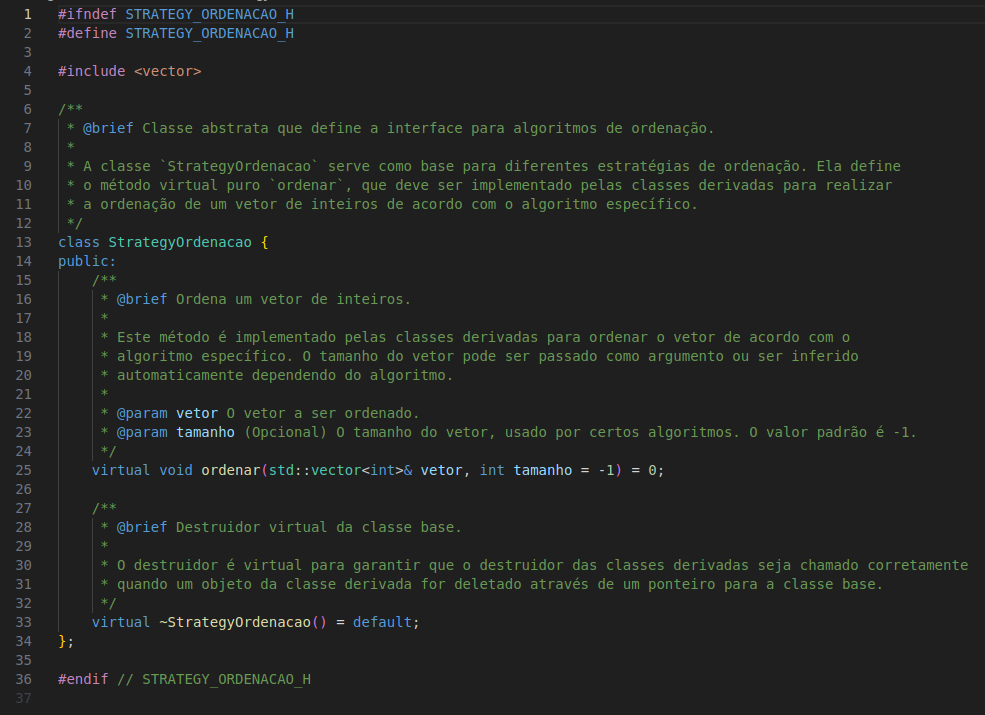 1 #ifndef STRATEGY_ORDENACAO_H
2 #define STRATEGY_ORDENACAO_H
3
4 #include <vector>
5
6 /**
7  * @brief Classe abstrata que define a interface para algoritmos de ordenação.
8  *
9  * A classe `StrategyOrdenacao` serve como base para diferentes estratégias de ordenação. Ela define
10  * o método virtual puro `ordenar`, que deve ser implementado pelas classes derivadas para realizar
11  * a ordenação de um vetor de inteiros de acordo com o algoritmo específico.
12  */
13 class StrategyOrdenacao {
14 public:
15     /**
16      * @brief Ordena um vetor de inteiros.
17      *
18      * Este método é implementado pelas classes derivadas para ordenar o vetor de acordo com o
19      * algoritmo específico. O tamanho do vetor pode ser passado como argumento ou ser inferido
20      * automaticamente dependendo do algoritmo.
21      *
22      * @param vetor O vetor a ser ordenado.
23      * @param tamanho (Opcional) O tamanho do vetor, usado por certos algoritmos. O valor padrão é -1.
24      */
25     virtual void ordenar(std::vector<int>& vetor, int tamanho = -1) = 0;
26
27     /**
28      * @brief Destruidor virtual da classe base.
29      *
30      * O destruidor é virtual para garantir que o destruidor das classes derivadas seja chamado corretamente
31      * quando um objeto da classe derivada for deletado através de um ponteiro para a classe base.
32      */
33     virtual ~StrategyOrdenacao() = default;
34 };
35
36 #endif // STRATEGY_ORDENACAO_H
37